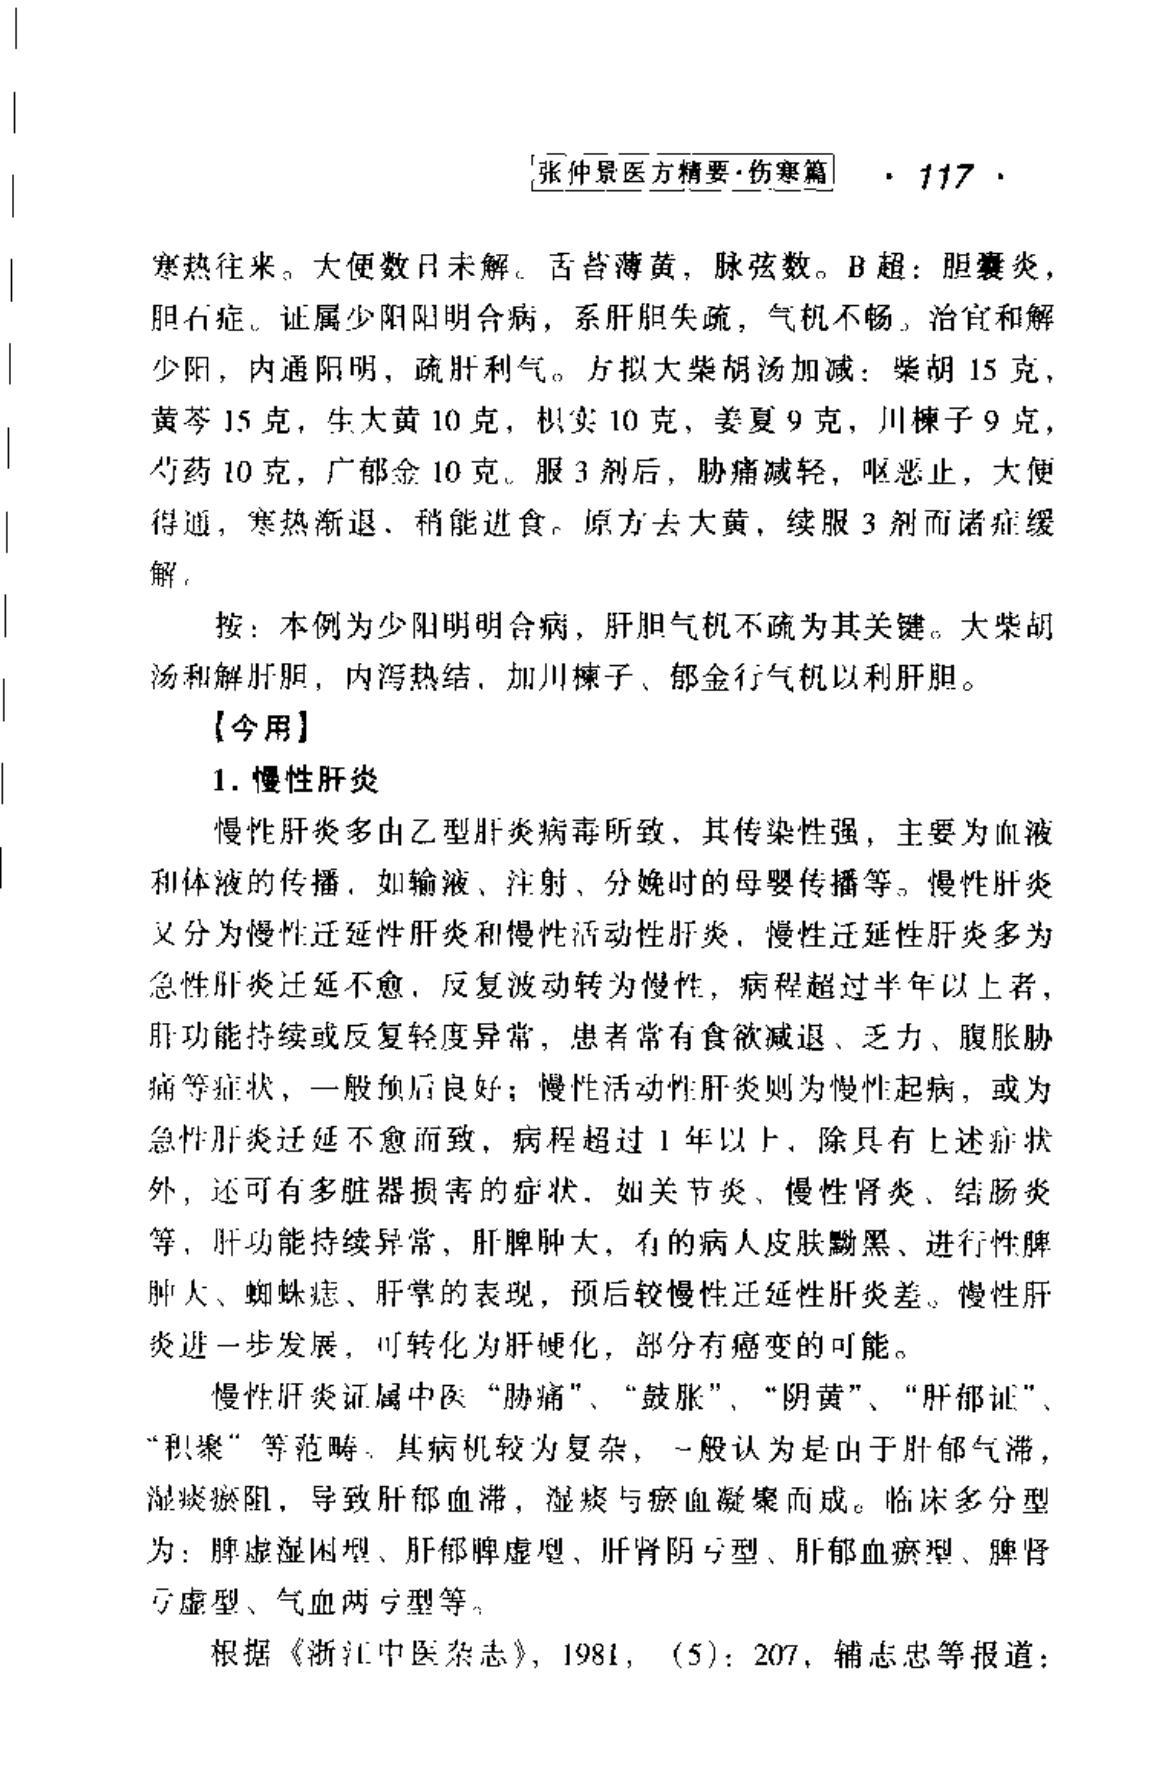 张仲景医方精要·伤寒篇 · 117 ·
寒热往来。大便数日未解。舌苔薄黄，脉弦数。B 超：胆囊炎，
胆石症。证属少阳阳明合病，系肝胆失疏，气机不畅。治宜和解
少阳，内通阳明，疏肝利气。方拟大柴胡汤加减：柴胡 15 克，
黄芩 15 克，生大黄 10 克，枳实 10 克，姜夏 9 克，川楝子 9 克，
芍药 10 克，广郁金 10 克。服 3 剂后，胁痛减轻，呕恶止，大便
得通，寒热渐退、稍能进食。原方去大黄，续服 3 剂而诸症缓
解。
按：本例为少阳明明合病，肝胆气机不疏为其关键。大柴胡
汤和解肝胆，内泻热结，加川楝子、郁金行气机以利肝胆。
【今用】
1. 慢性肝炎
慢性肝炎多由乙型肝炎病毒所致，其传染性强，主要为血液
和体液的传播，如输液、注射、分娩时的母婴传播等。慢性肝炎
又分为慢性迁延性肝炎和慢性活动性肝炎，慢性迁延性肝炎多为
急性肝炎迁延不愈，反复波动转为慢性，病程超过半年以上者，
肝功能持续或反复轻度异常，患者常有食欲减退、乏力、腹胀胁
痛等症状，一般预后良好；慢性活动性肝炎则为慢性起病，或为
急性肝炎迁延不愈而致，病程超过 1 年以上，除具有上述症状
外，还可有多脏器损害的症状，如关节炎、慢性肾炎、结肠炎
等，肝功能持续异常，肝脾肿大，有的病人皮肤黝黑、进行性脾
肿大、蜘蛛痣、肝掌的表现，预后较慢性迁延性肝炎差。慢性肝
炎进一步发展，可转化为肝硬化，部分有癌变的可能。
慢性肝炎证属中医“胁痛”、“鼓胀”、“阴黄”、“肝郁证”、
“积聚”等范畴。其病机较为复杂，一般认为是由于肝郁气滞，
湿痰瘀阻，导致肝郁血滞，湿痰与瘀血凝聚而成。临床多分型
为：脾虚湿困型、肝郁脾虚型、肝肾阴亏型、肝郁血瘀型、脾肾
亏虚型、气血两亏型等。
根据《浙江中医杂志》，1981，（5）：207，辅志忠等报道：